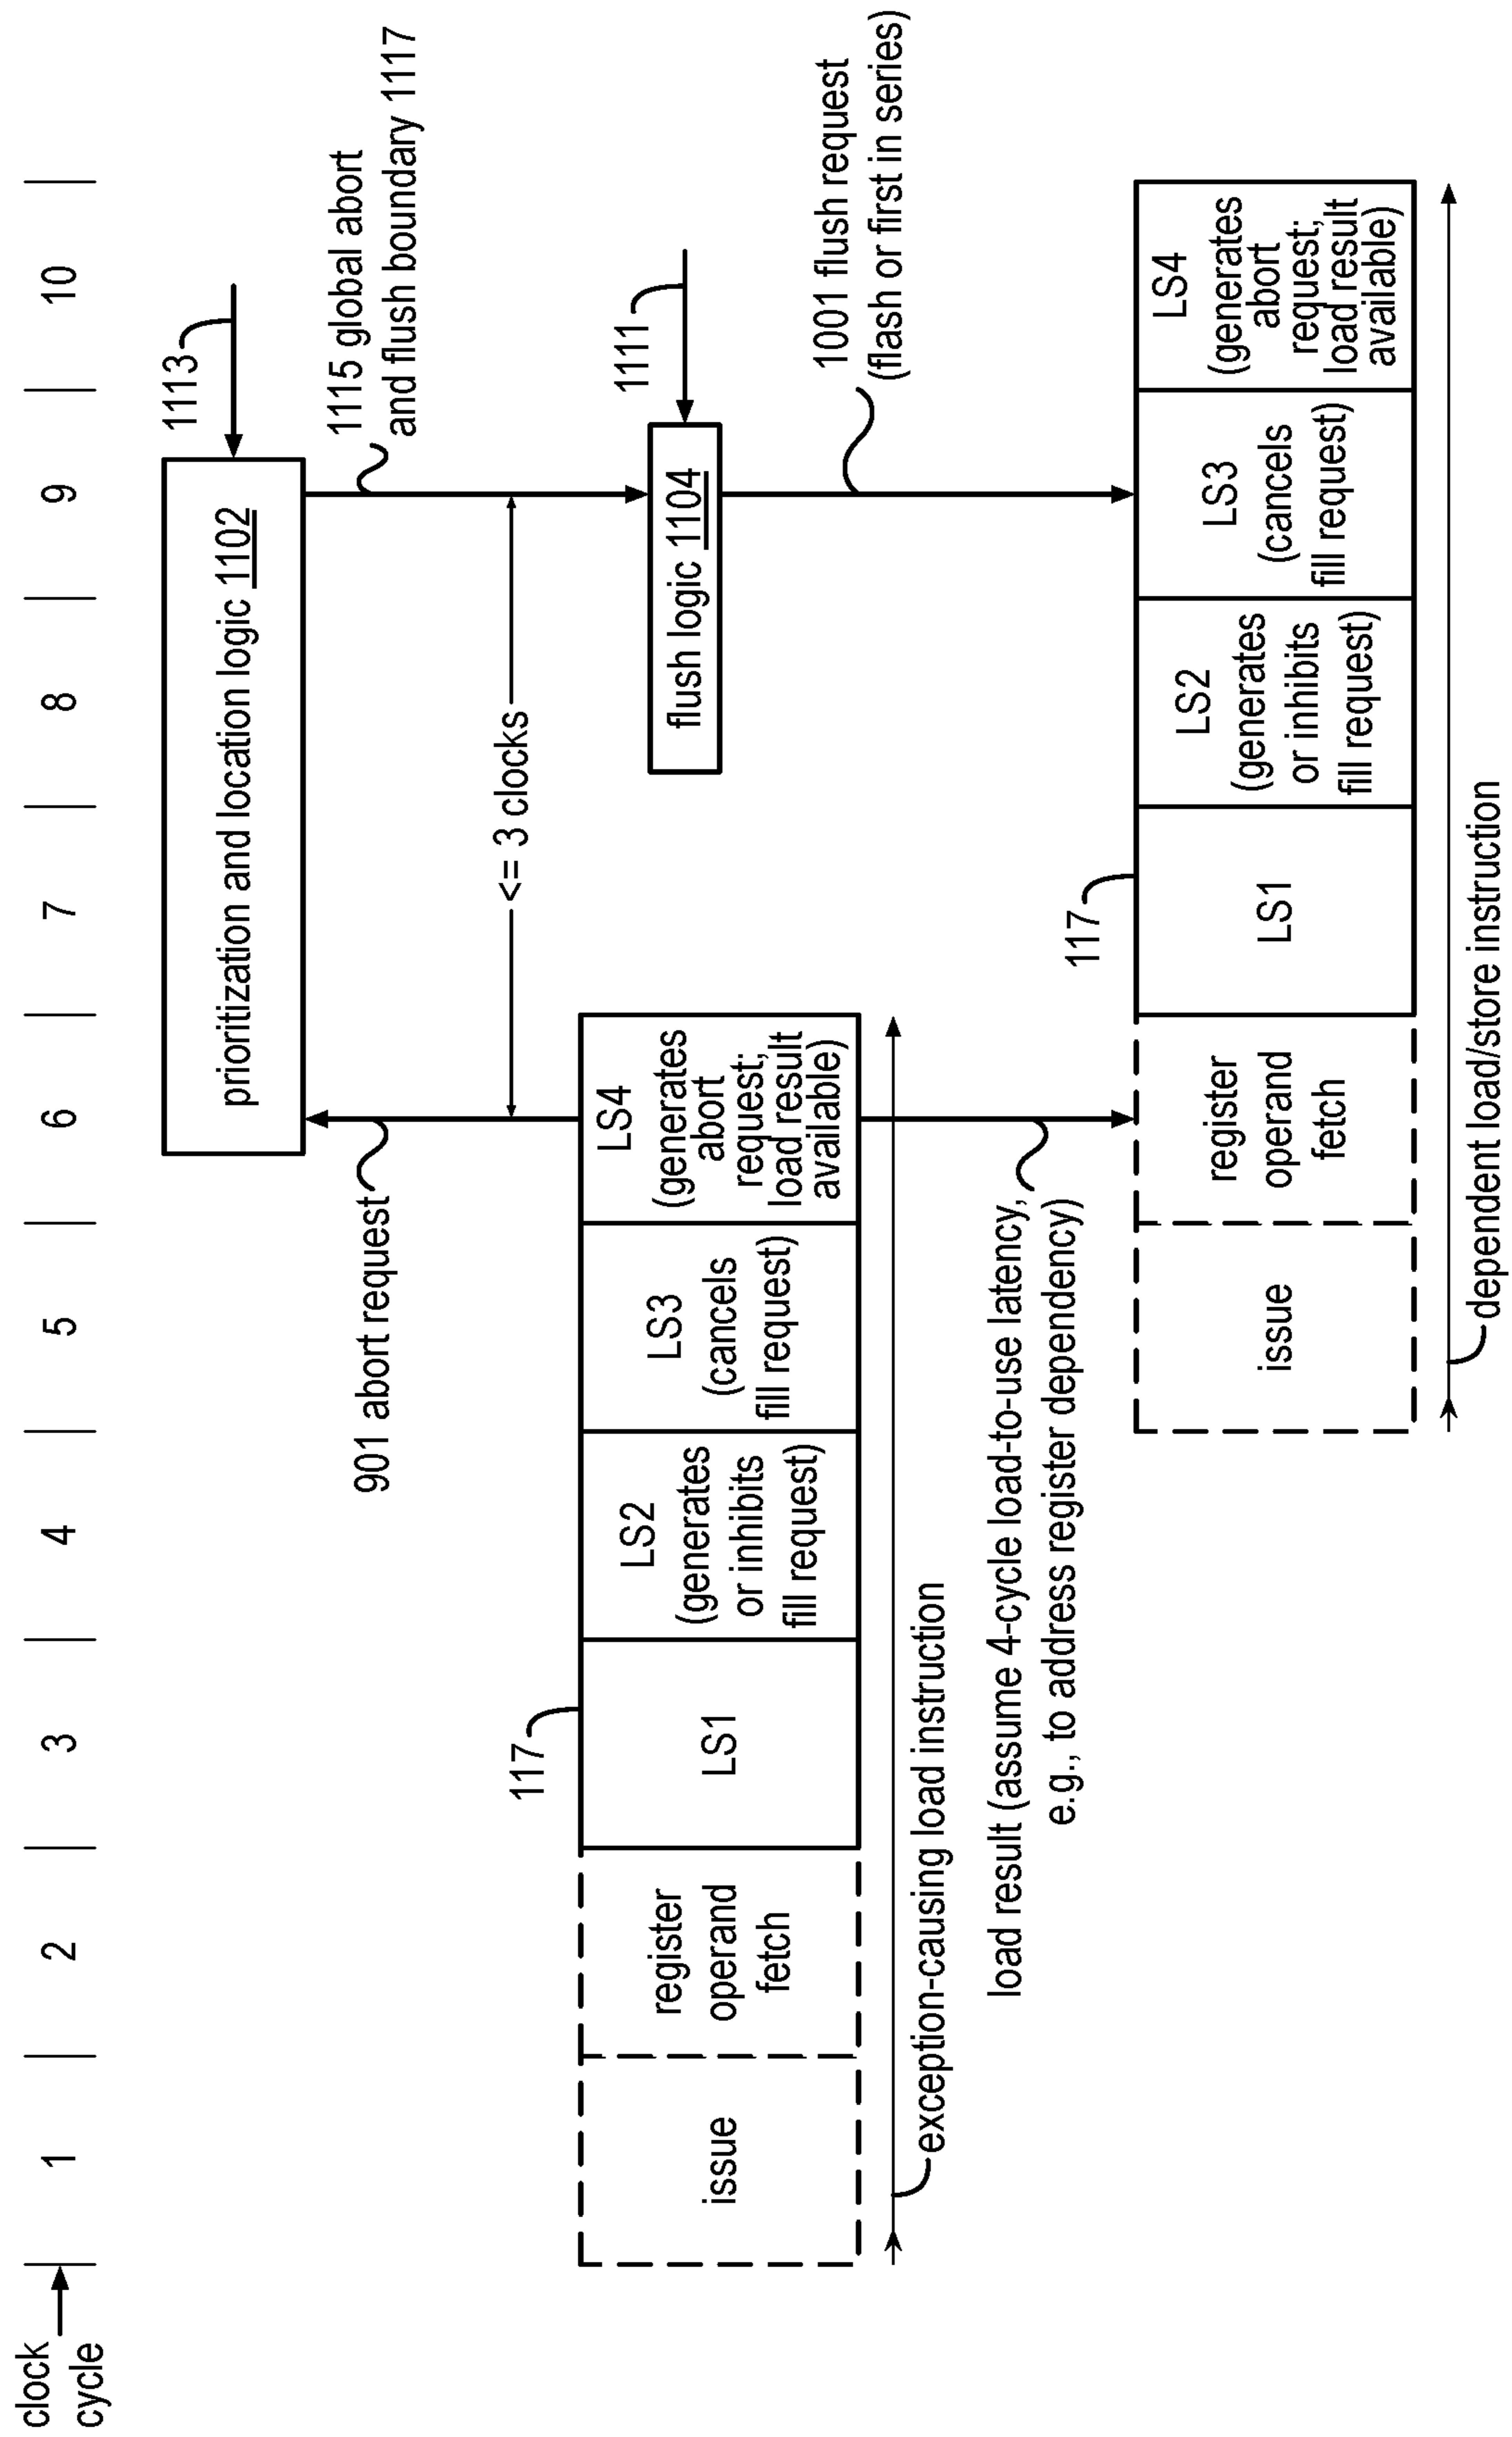 clock
cycle
1
2
3
4
5
6
7
8
9
10
prioritization and location logic 1102
1113
901 abort request
<= 3 clocks
1115 global abort
and flush boundary 1117
flush logic 1104
1111
1001 flush request
(flash or first in series)
issue
register
operand
fetch
117
LS1
LS2
(generates
or inhibits
fill request)
LS3
(cancels
fill request)
LS4
(generates
abort
request;
load result
available)
exception-causing load instruction
load result (assume 4-cycle load-to-use latency,
e.g., to address register dependency)
issue
register
operand
fetch
117
LS1
LS2
(generates
or inhibits
fill request)
LS3
(cancels
fill request)
LS4
(generates
abort
request;
load result
available)
dependent load/store instruction